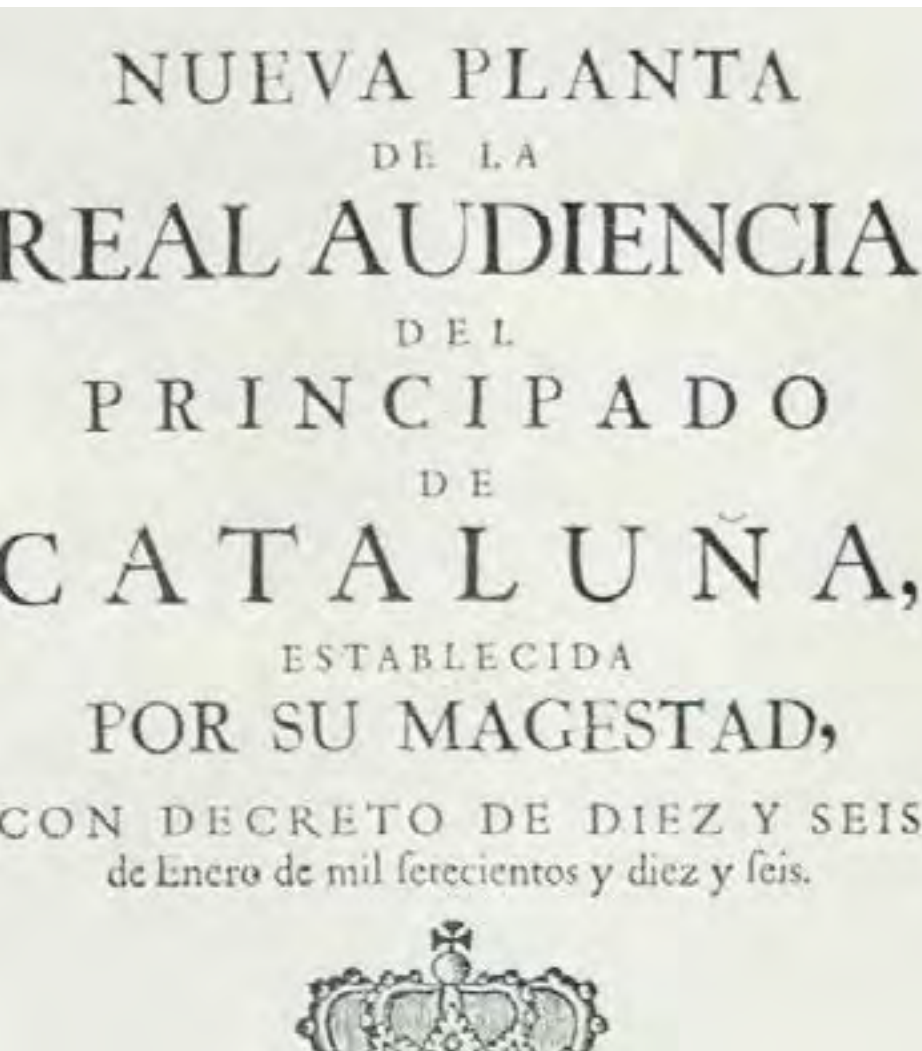 NUEVA PLANTA
DE LA
REAL AUDIENCIA
DEL
PRINCIPADO
DE
CATALUÑA,
ESTABLECIDA
POR SU MAGESTAD,
CON DECRETO DE DIEZ Y SEIS
de Enero de mil ſetecientos y diez y ſeis.